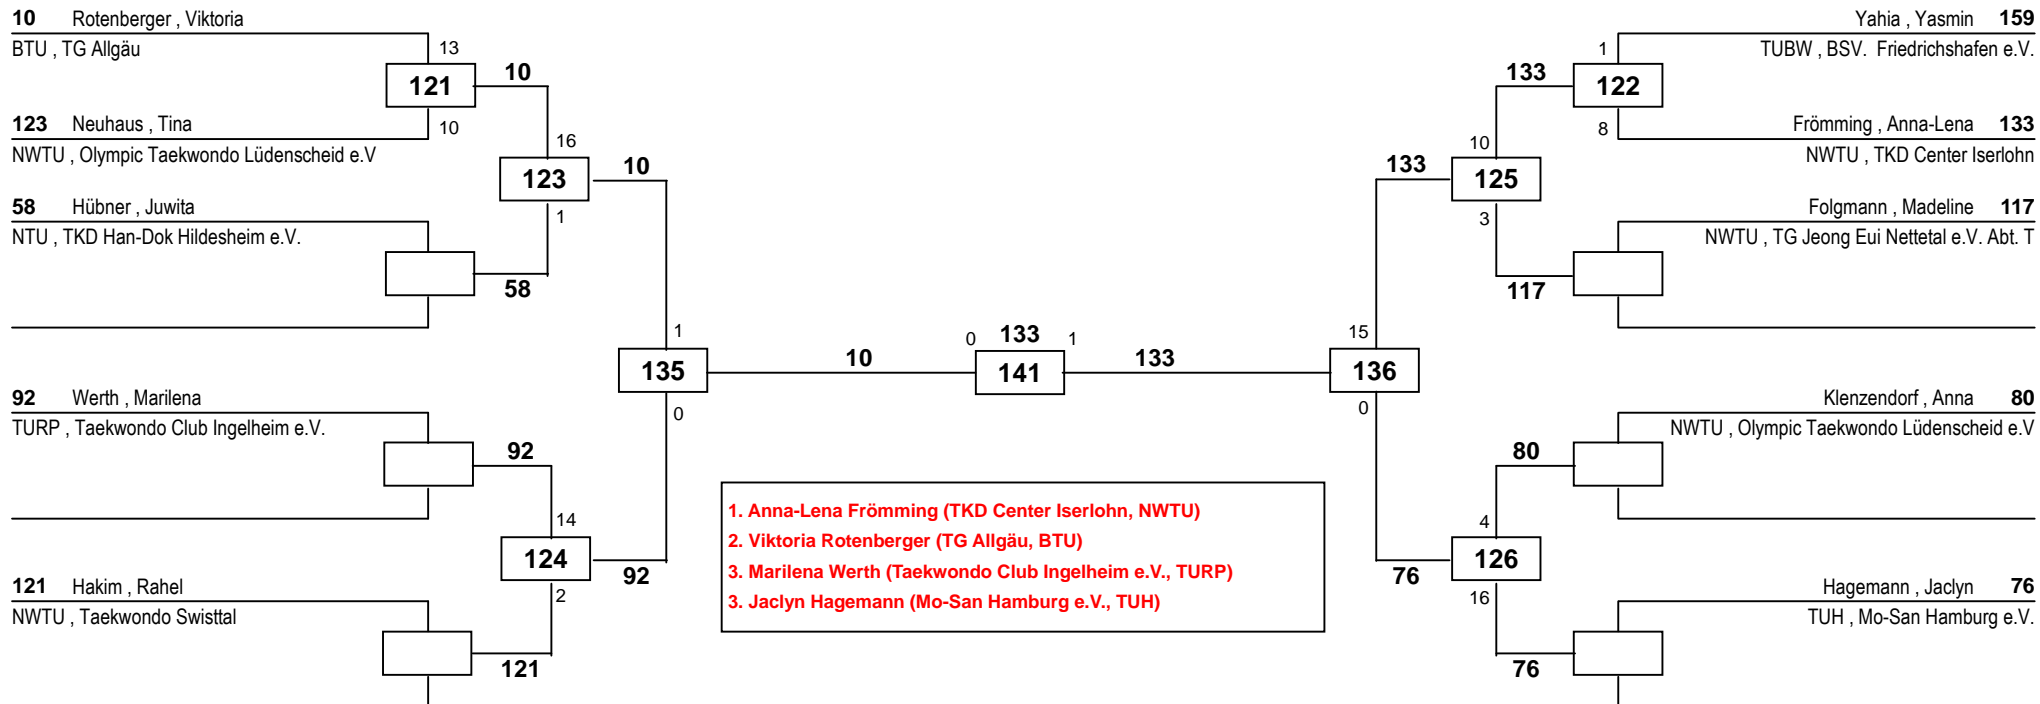 10 Rotenberger , Viktoria
BTU , TG Allgäu
13
121
10
10
123 Neuhaus , Tina
NWTU , Olympic Taekwondo Lüdenscheid e.V
16
123
10
1
58 Hübner , Juwita
NTU , TKD Han-Dok Hildesheim e.V.
58
1
135
10
0
92 Werth , Marilena
TURP , Taekwondo Club Ingelheim e.V.
92
14
124
92
2
121 Hakim , Rahel
NWTU , Taekwondo Swisttal
121
0 133 1
141
133
Yahia , Yasmin 159
TUBW , BSV. Friedrichshafen e.V.
1
133
122
8
Frömming , Anna-Lena 133
NWTU , TKD Center Iserlohn
10
133
125
3
Folgmann , Madeline 117
NWTU , TG Jeong Eui Nettetal e.V. Abt. T
117
15
136
0
Klenzendorf , Anna 80
NWTU , Olympic Taekwondo Lüdenscheid e.V
80
4
126
76
16
Hagemann , Jaclyn 76
TUH , Mo-San Hamburg e.V.
76
1. Anna-Lena Frömming (TKD Center Iserlohn, NWTU)
2. Viktoria Rotenberger (TG Allgäu, BTU)
3. Marilena Werth (Taekwondo Club Ingelheim e.V., TURP)
3. Jaclyn Hagemann (Mo-San Hamburg e.V., TUH)